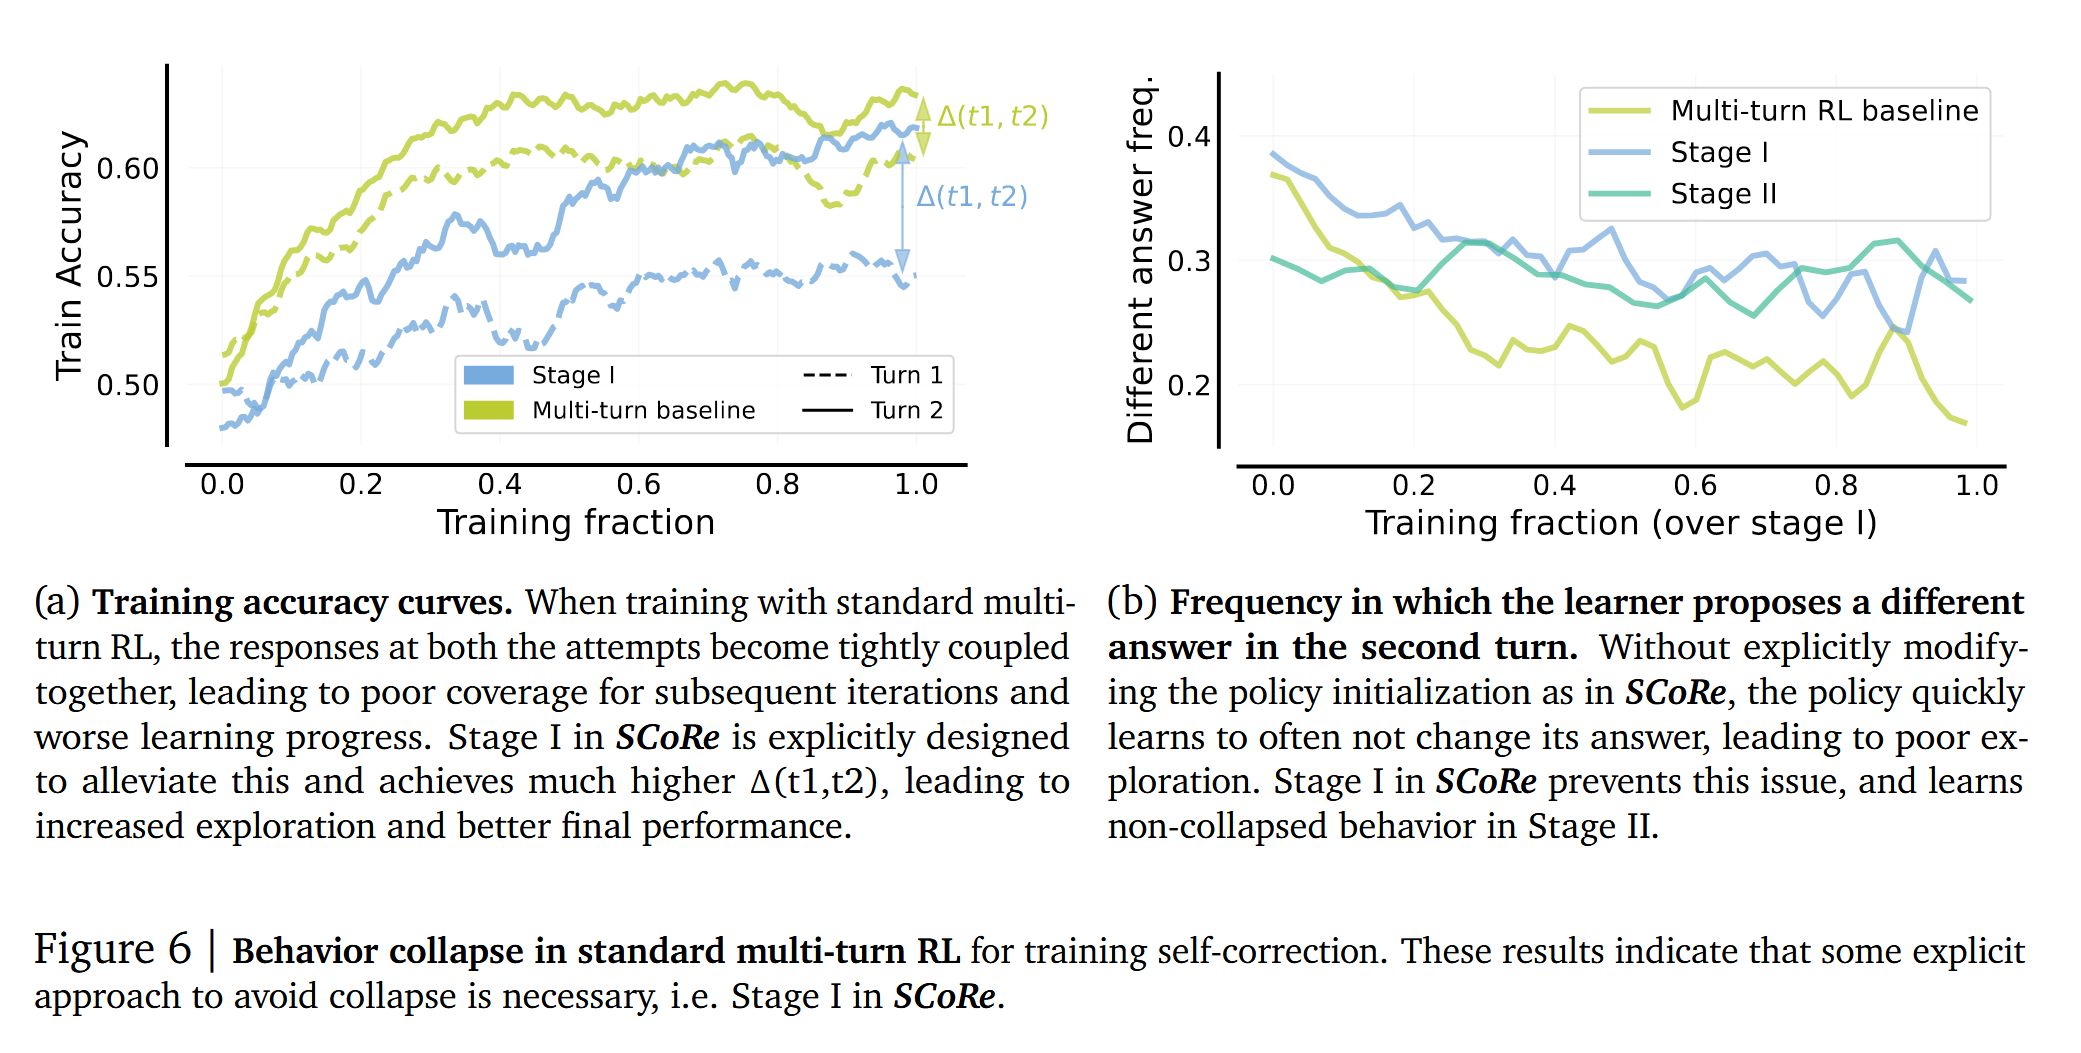 Train Accuracy
0.60
0.55
0.50
Δ(t1, t2)
Δ(t1, t2)
Stage I
Multi-turn baseline
Turn 1
Turn 2
0.0 0.2 0.4 0.6 0.8 1.0
Training fraction
Different answer freq.
0.4
0.3
0.2
Multi-turn RL baseline
Stage I
Stage II
0.0 0.2 0.4 0.6 0.8 1.0
Training fraction (over stage I)
(a) Training accuracy curves. When training with standard multi-
turn RL, the responses at both the attempts become tightly coupled
together, leading to poor coverage for subsequent iterations and
worse learning progress. Stage I in SCoRe is explicitly designed
to alleviate this and achieves much higher Δ(t1,t2), leading to
increased exploration and better final performance.
(b) Frequency in which the learner proposes a different
answer in the second turn. Without explicitly modify-
ing the policy initialization as in SCoRe, the policy quickly
learns to often not change its answer, leading to poor ex-
ploration. Stage I in SCoRe prevents this issue, and learns
non-collapsed behavior in Stage II.
Figure 6 | Behavior collapse in standard multi-turn RL for training self-correction. These results indicate that some explicit
approach to avoid collapse is necessary, i.e. Stage I in SCoRe.